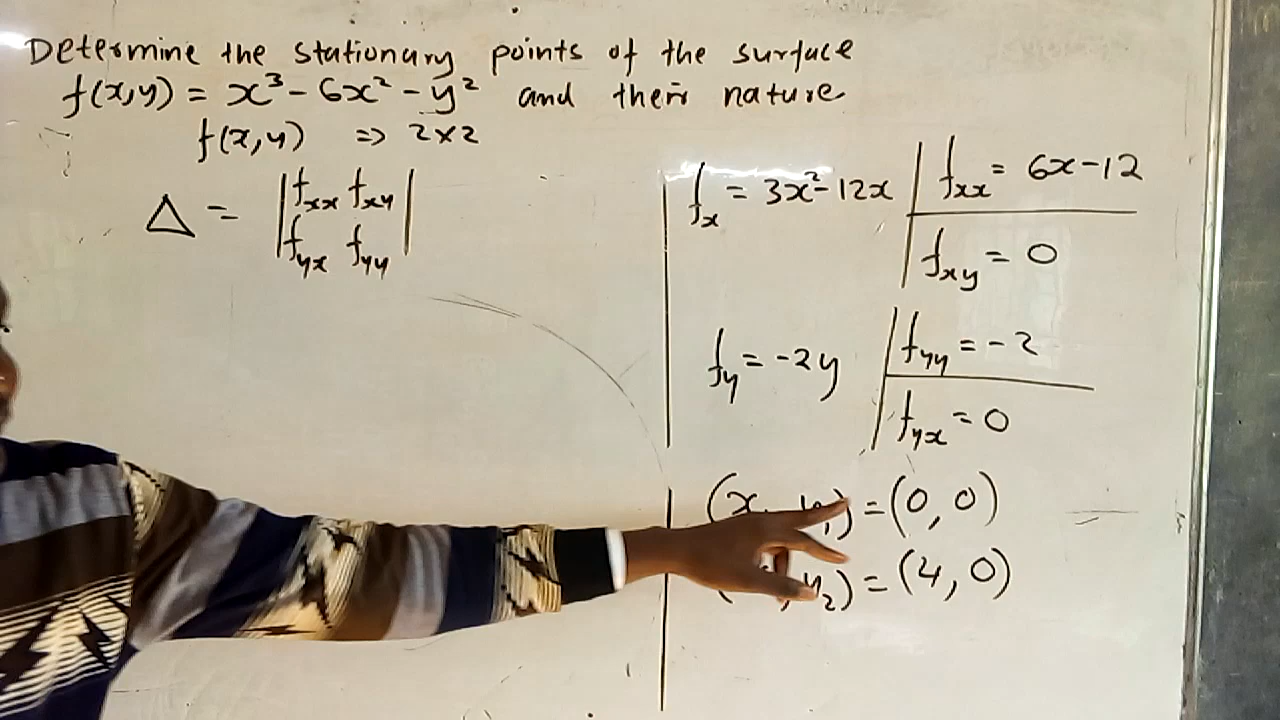 Determine the stationary points of the surface
f(x,y) = x³ - 6x² - y² and their nature
f(x,y) => 2x2
Δ = |fxx fxy|
|fyx fyy|
fx = 3x² - 12x | fxx = 6x - 12
fxy = 0
fy = -2y | fyy = -2
fyx = 0
(x, ) = (0, 0)
( , y₂) = (4, 0)